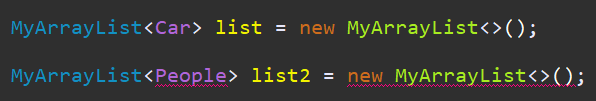 MyArrayList<Car> list = new MyArrayList<>();
MyArrayList<People> list2 = new MyArrayList<>();